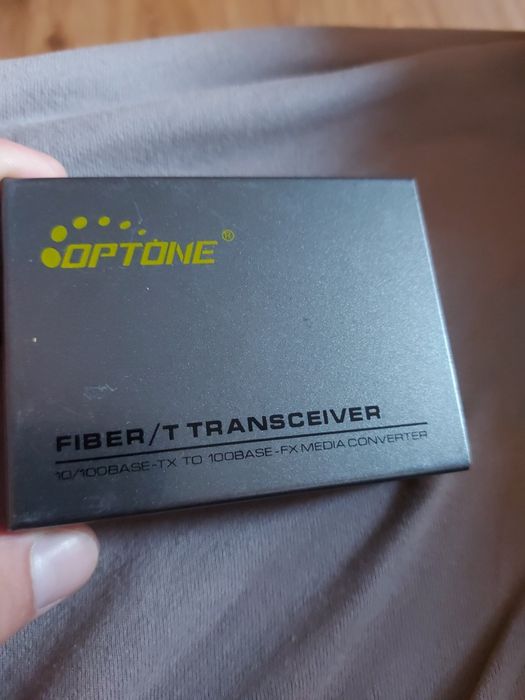 OPTONE®
FIBER/T TRANSCEIVER
10/100BASE-TX TO 100BASE-FX MEDIA CONVERTER